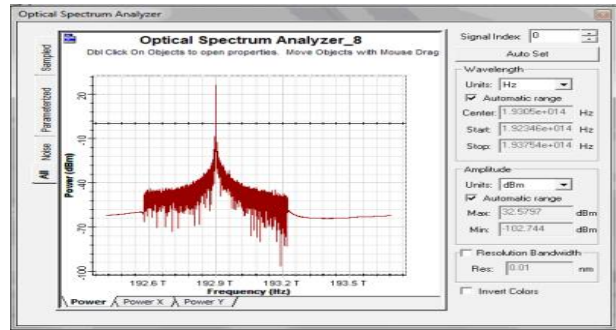 Optical Spectrum Analyzer
Optical Spectrum Analyzer_8
Dbl Click On Objects to open properties. Move Objects with Mouse Drag
Sampled
Parameterized
Noise
All
Power (dBm)
20
-10
-40
-70
-100
192.6 T
192.9 T
193.2 T
193.5 T
Frequency (Hz)
Power
Power X
Power Y
Signal Index: 0
Auto Set
Wavelength
Units: Hz
Automatic range
Center: 1.9305e+014 Hz
Start: 1.92346e+014 Hz
Stop: 1.93754e+014 Hz
Amplitude
Units: dBm
Automatic range
Max: 32.5797 dBm
Min: -102.744 dBm
Resolution Bandwidth
Res: 0.01 nm
Invert Colors